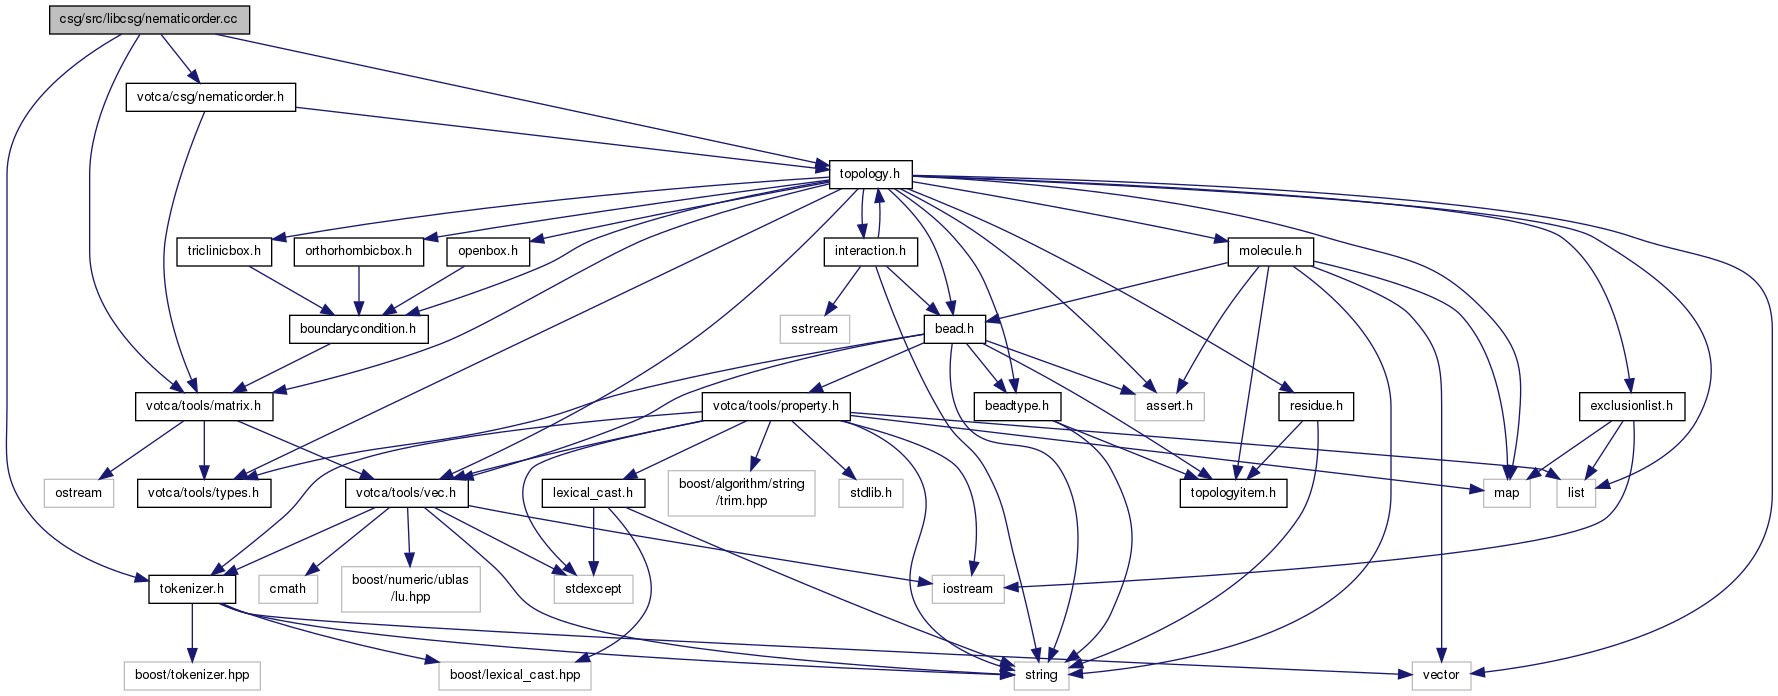 csg/src/libcsg/nematicorder.cc
votca/csg/nematicorder.h
topology.h
triclinicbox.h
orthorhombicbox.h
openbox.h
interaction.h
molecule.h
boundarycondition.h
sstream
bead.h
votca/tools/matrix.h
votca/tools/property.h
beadtype.h
assert.h
residue.h
exclusionlist.h
ostream
votca/tools/types.h
votca/tools/vec.h
lexical_cast.h
boost/algorithm/string
/trim.hpp
stdlib.h
topologyitem.h
map
list
tokenizer.h
cmath
boost/numeric/ublas
/lu.hpp
stdexcept
iostream
boost/tokenizer.hpp
boost/lexical_cast.hpp
string
vector